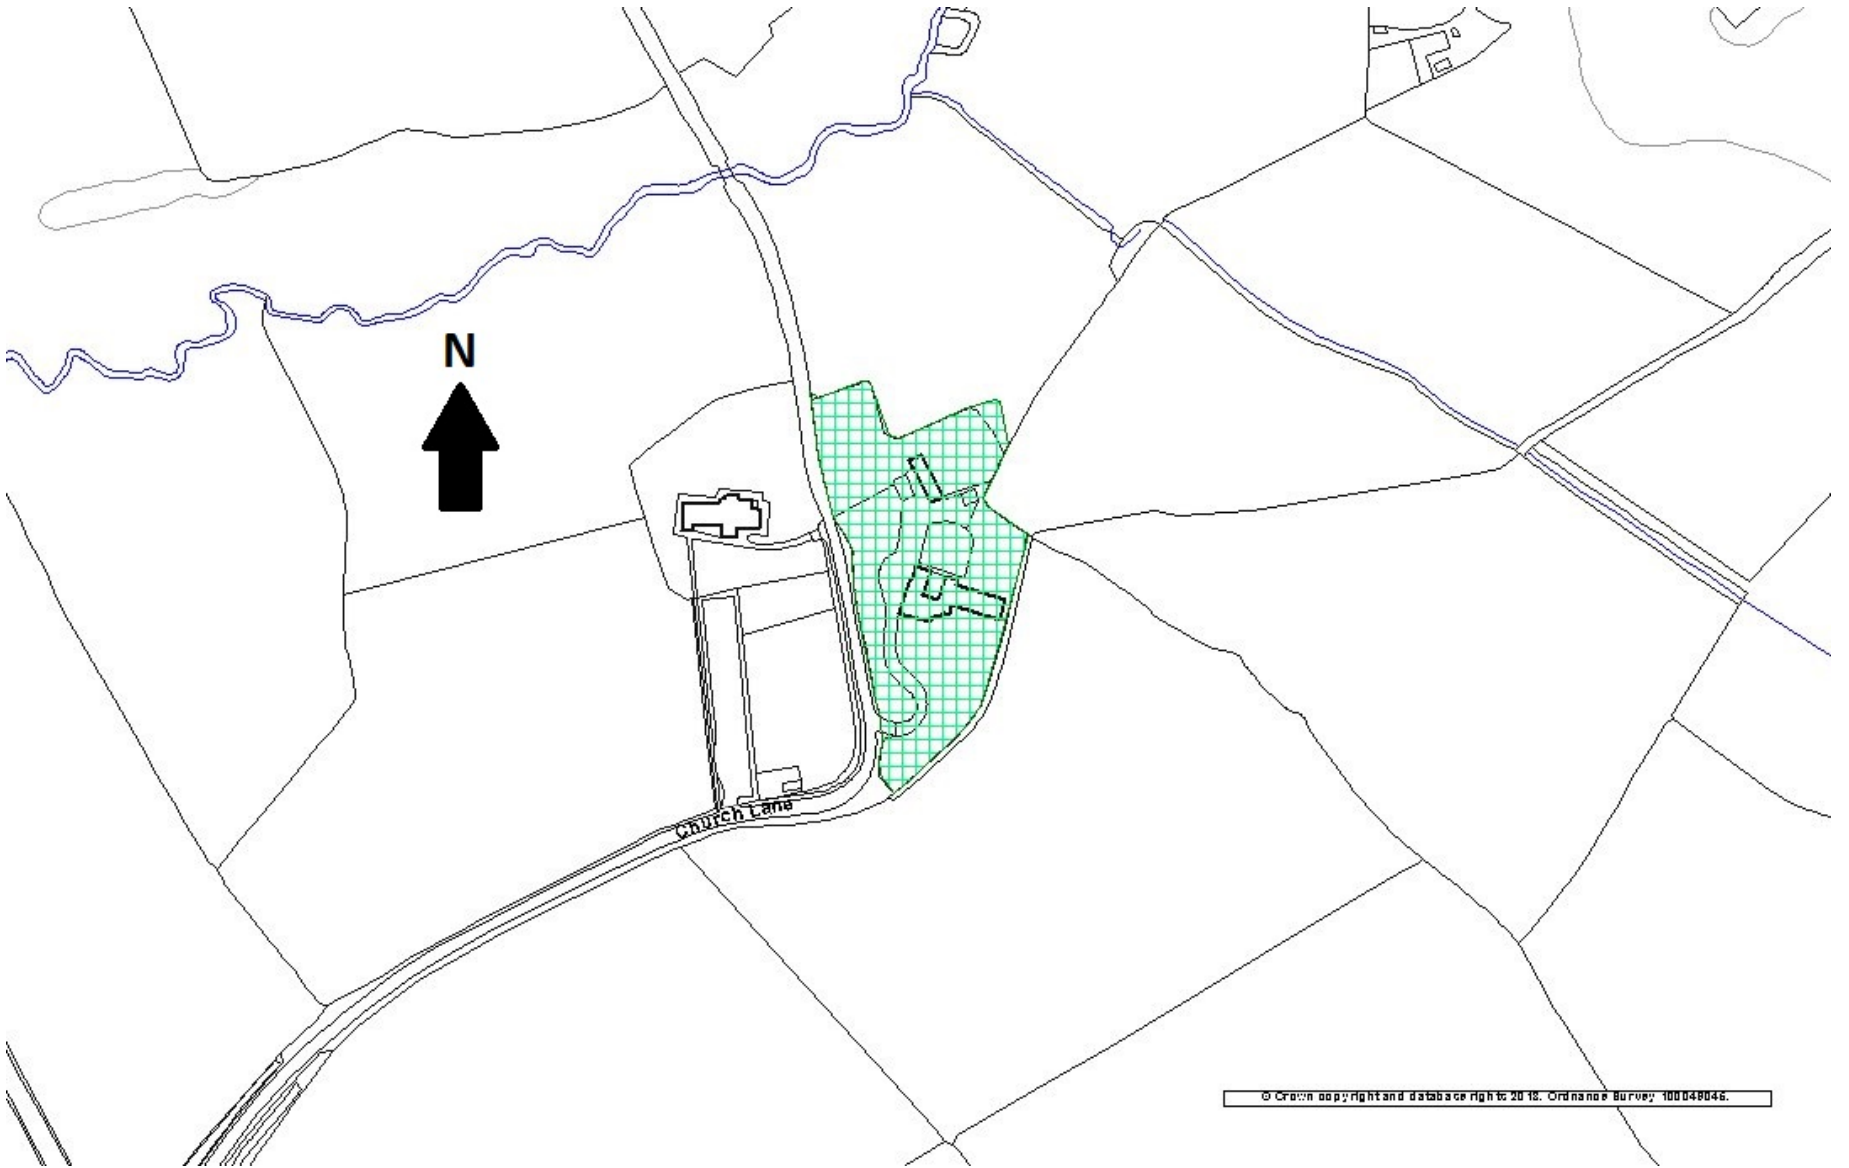 N
Church Lane
© Crown copyright and database rights 2018. Ordnance Survey 100049046.